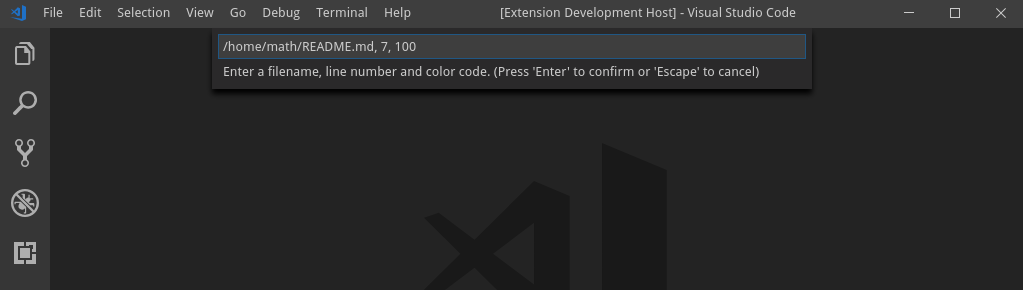 File Edit Selection View Go Debug Terminal Help [Extension Development Host] - Visual Studio Code
/home/math/README.md, 7, 100
Enter a filename, line number and color code. (Press 'Enter' to confirm or 'Escape' to cancel)